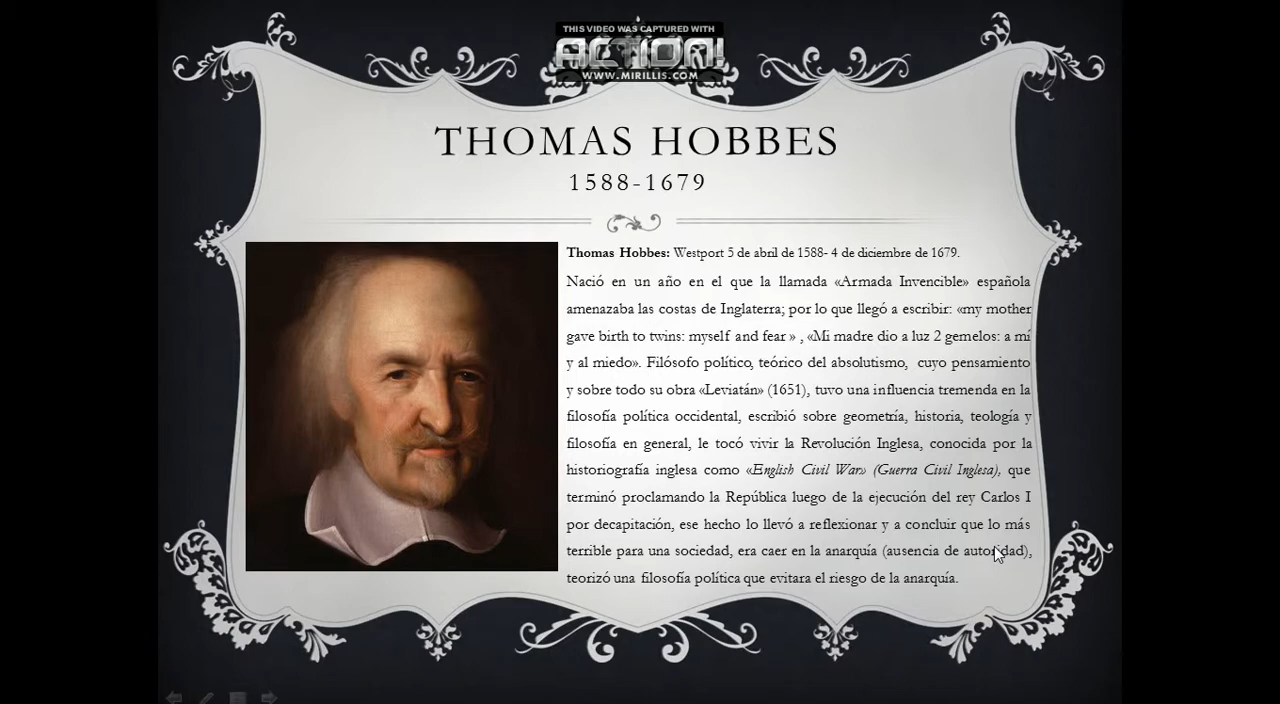 THIS VIDEO WAS CAPTURED WITH
ACTION!
WWW.MIRILLIS.COM
THOMAS HOBBES
1588-1679
Thomas Hobbes: Westport 5 de abril de 1588- 4 de diciembre de 1679.
Nació en un año en el que la llamada «Armada Invencible» española
amenazaba las costas de Inglaterra; por lo que llegó a escribir: «my mother
gave birth to twins: myself and fear » , «Mi madre dio a luz 2 gemelos: a mí
y al miedo». Filósofo político, teórico del absolutismo, cuyo pensamiento
y sobre todo su obra «Leviatán» (1651), tuvo una influencia tremenda en la
filosofía política occidental, escribió sobre geometría, historia, teología y
filosofía en general, le tocó vivir la Revolución Inglesa, conocida por la
historiografía inglesa como «English Civil War» (Guerra Civil Inglesa), que
terminó proclamando la República luego de la ejecución del rey Carlos I
por decapitación, ese hecho lo llevó a reflexionar y a concluir que lo más
terrible para una sociedad, era caer en la anarquía (ausencia de autoridad),
teorizó una filosofía política que evitara el riesgo de la anarquía.